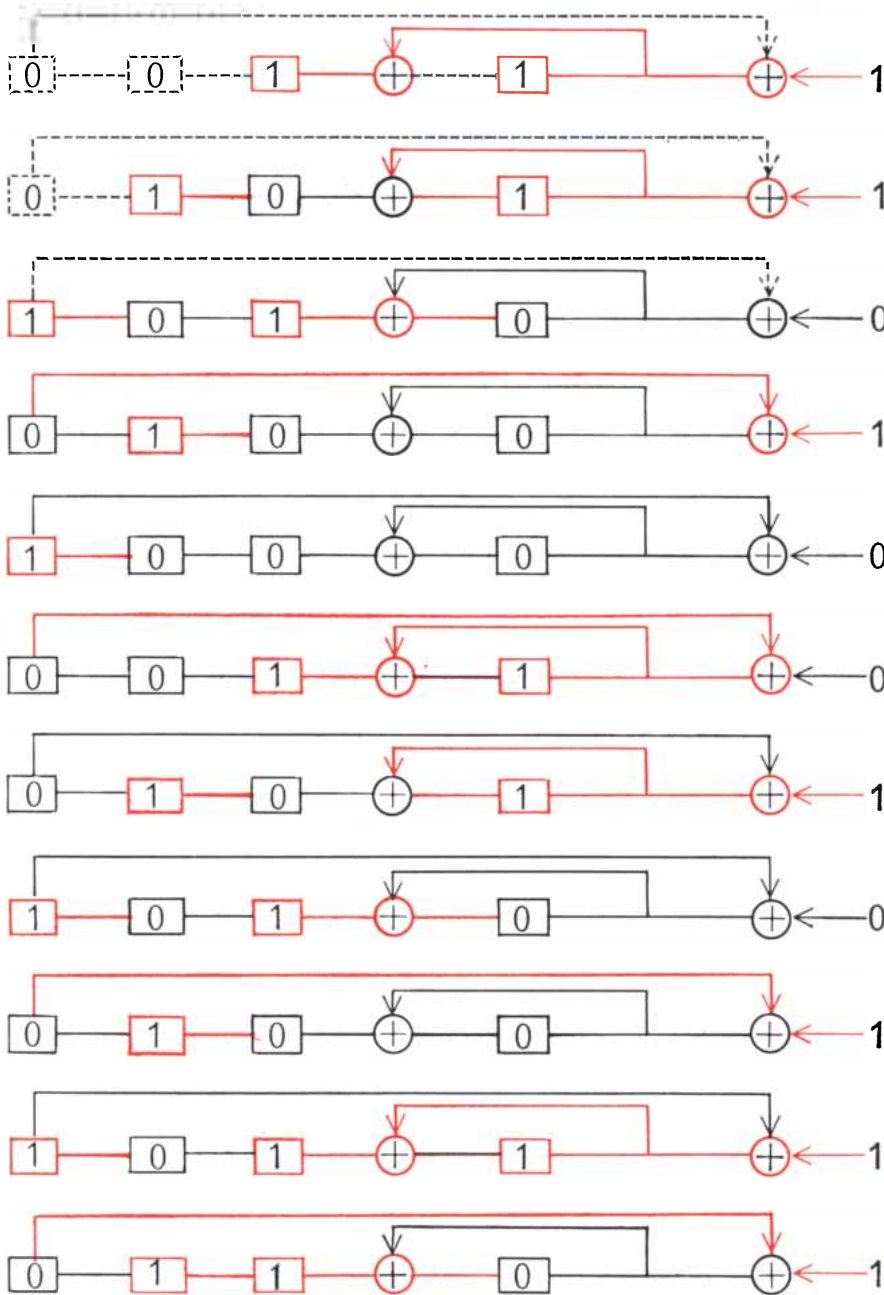 0 0 1 + 1 + 1
0 1 0 + 1 + 1
1 0 1 + 0 + 0
0 1 0 + 0 + 1
1 0 0 + 0 + 0
0 0 1 + 1 + 0
0 1 0 + 1 + 1
1 0 1 + 0 + 0
0 1 0 + 0 + 1
1 0 1 + 1 + 1
0 1 1 + 0 + 1